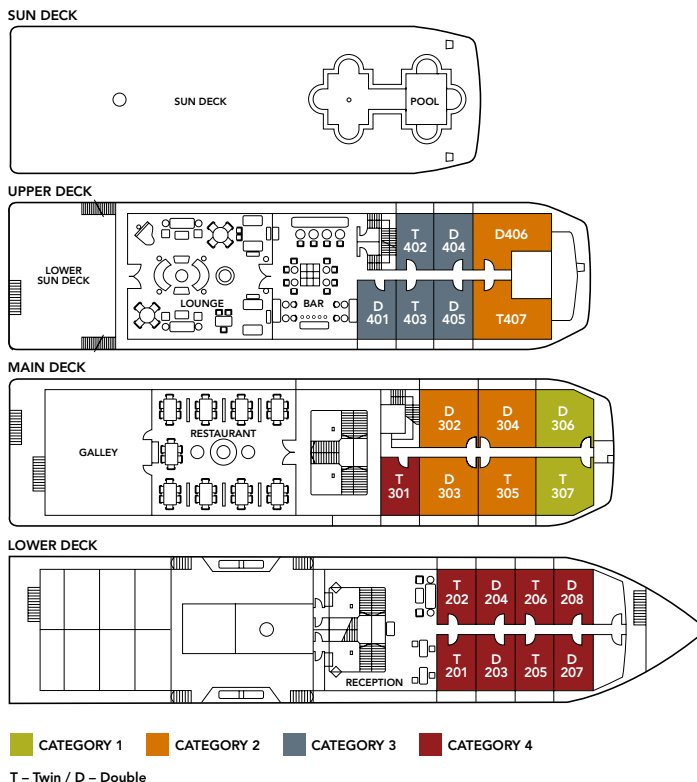 SUN DECK
SUN DECK
POOL
UPPER DECK
LOWER
SUN DECK
LOUNGE
BAR
T
402
D
404
D406
D
401
T
403
D
405
T407
MAIN DECK
GALLEY
RESTAURANT
D
302
D
304
D
306
T
301
D
303
T
305
T
307
LOWER DECK
RECEPTION
T
202
D
204
T
206
D
208
T
201
D
203
T
205
D
207
CATEGORY 1
CATEGORY 2
CATEGORY 3
CATEGORY 4
T – Twin / D – Double